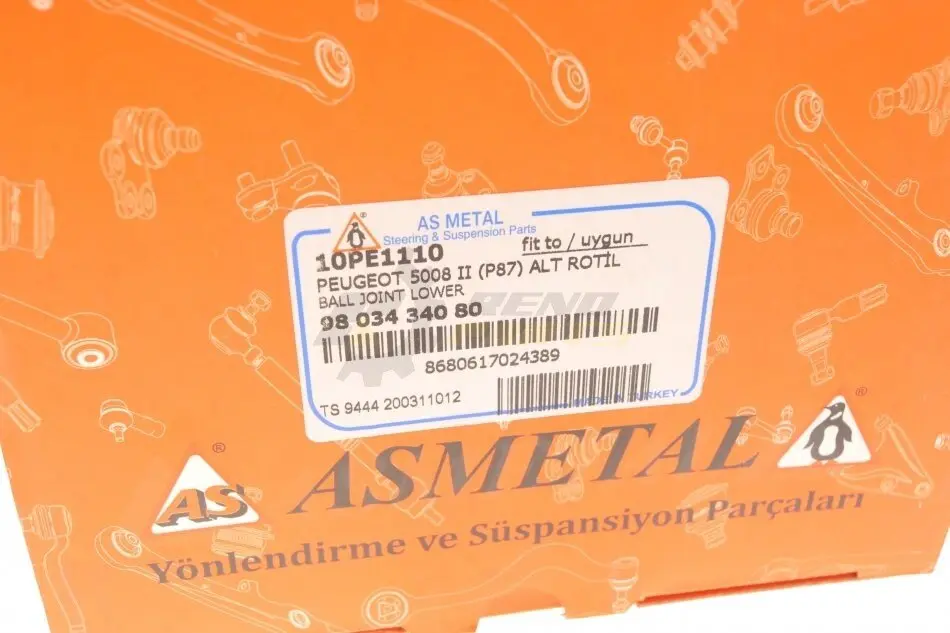 AS METAL
Steering & Suspension Parts
10PE1110
fit to / uygun
PEUGEOT 5008 II (P87) ALT ROTİL
BALL JOINT LOWER
98 034 340 80
8680617024389
TS 9444 200311012
MADE IN TURKEY
AS
ASMETAL
Yönlendirme ve Süspansiyon Parçaları